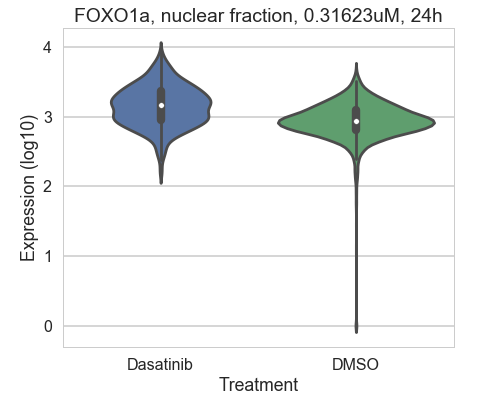 FOXO1a, nuclear fraction, 0.31623uM, 24h
4
3
2
1
0
Expression (log10)
Dasatinib DMSO
Treatment